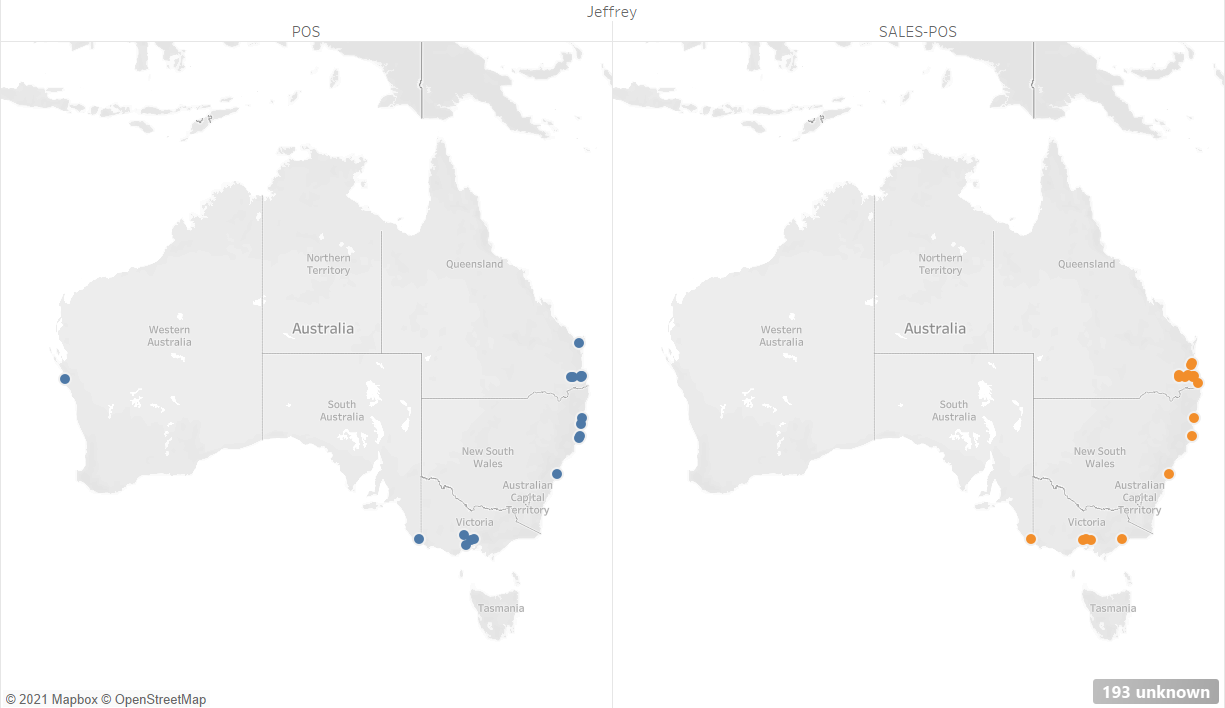 Jeffrey
POS
SALES-POS
Northern
Territory
Queensland
Western
Australia
Australia
South
Australia
New South
Wales
Australian
Capital
Territory
Victoria
Tasmania
Northern
Territory
Queensland
Western
Australia
Australia
South
Australia
New South
Wales
Australian
Capital
Territory
Victoria
Tasmania
© 2021 Mapbox © OpenStreetMap
193 unknown